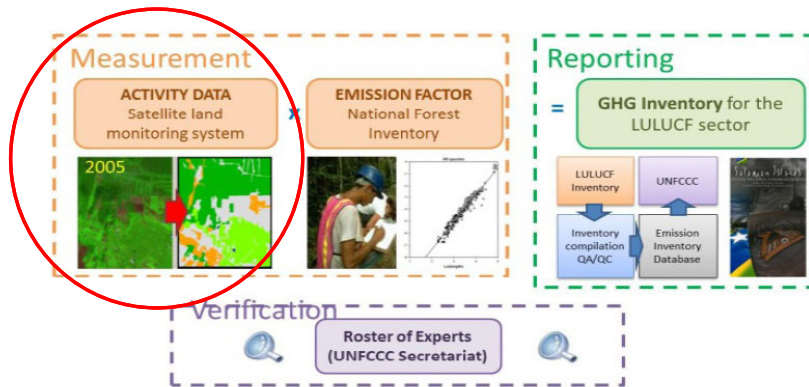 Measurement
ACTIVITY DATA
Satellite land
monitoring system
x
EMISSION FACTOR
National Forest
Inventory
2005
Reporting
=
GHG Inventory for the
LULUCF sector
LULUCF
Inventory
UNFCCC
Inventory
compilation
QA/QC
Emission
Inventory
Database
Verification
Roster of Experts
(UNFCCC Secretariat)